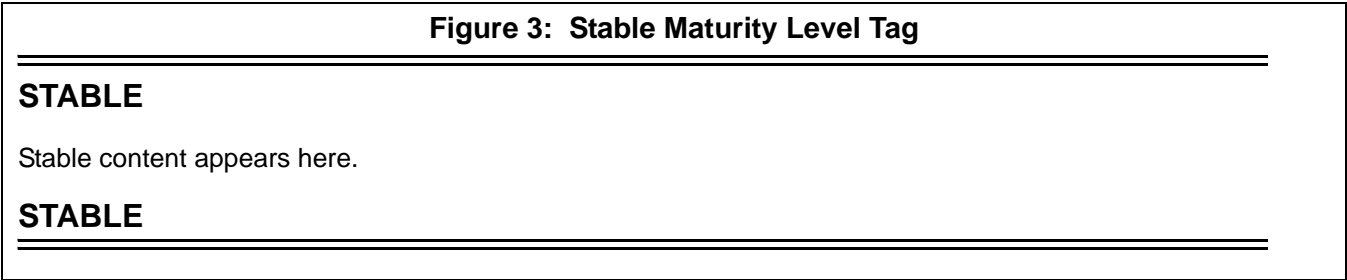 Figure 3: Stable Maturity Level Tag
STABLE
Stable content appears here.
STABLE